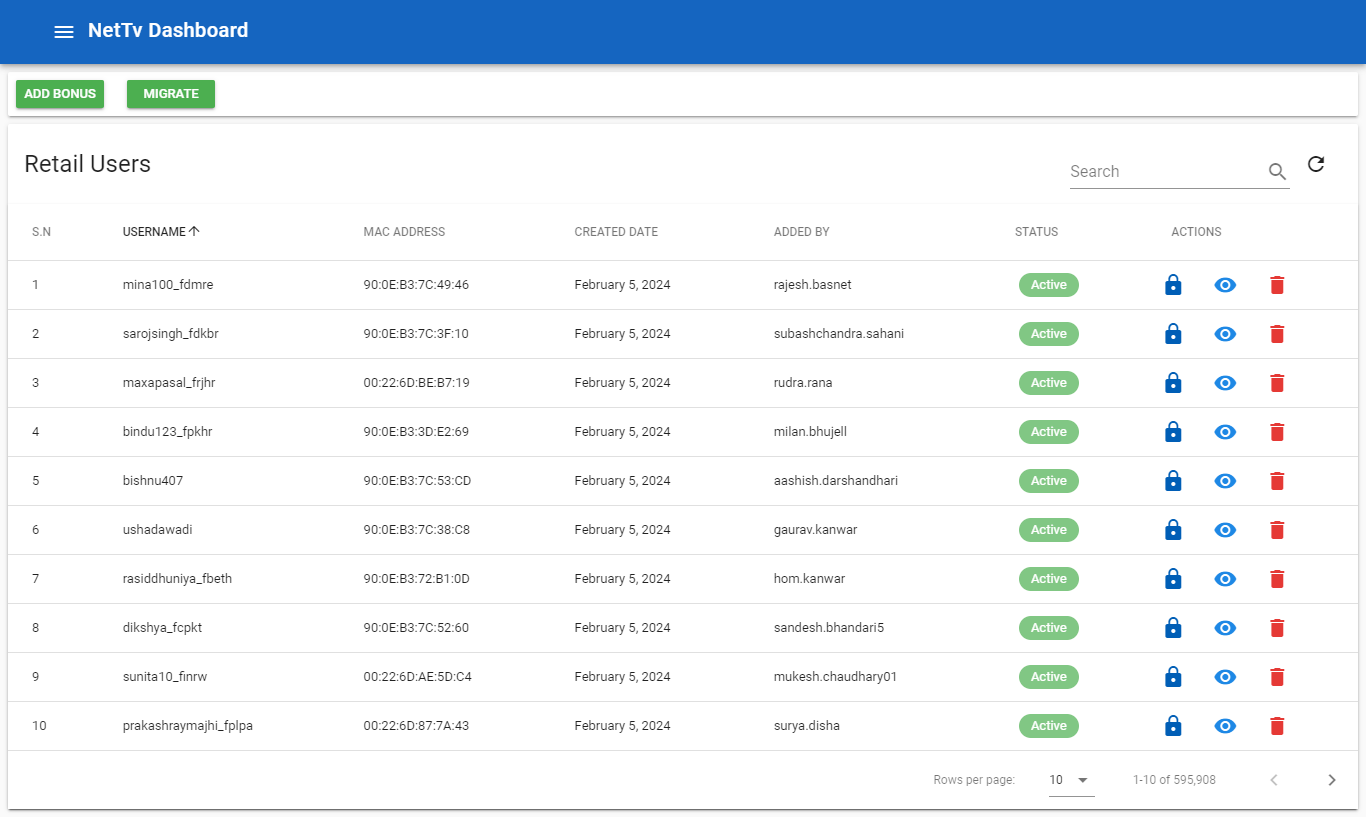 NetTv Dashboard
ADD BONUS MIGRATE
Retail Users
Search
S.N USERNAME MAC ADDRESS CREATED DATE ADDED BY STATUS ACTIONS
1 mina100_fdmre 90:0E:B3:7C:49:46 February 5, 2024 rajesh.basnet Active
2 sarojsingh_fdkbr 90:0E:B3:7C:3F:10 February 5, 2024 subashchandra.sahani Active
3 maxapasal_frjhr 00:22:6D:BE:B7:19 February 5, 2024 rudra.rana Active
4 bindu123_fpkhr 90:0E:B3:3D:E2:69 February 5, 2024 milan.bhujell Active
5 bishnu407 90:0E:B3:7C:53:CD February 5, 2024 aashish.darshandhari Active
6 ushadawadi 90:0E:B3:7C:38:C8 February 5, 2024 gaurav.kanwar Active
7 rasiddhuniya_fbeth 90:0E:B3:72:B1:0D February 5, 2024 hom.kanwar Active
8 dikshya_fcpkt 90:0E:B3:7C:52:60 February 5, 2024 sandesh.bhandari5 Active
9 sunita10_finrw 00:22:6D:AE:5D:C4 February 5, 2024 mukesh.chaudhary01 Active
10 prakashraymajhi_fplpa 00:22:6D:87:7A:43 February 5, 2024 surya.disha Active
Rows per page: 10 1-10 of 595,908